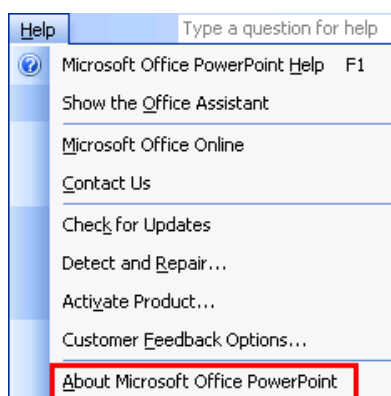 Help Type a question for help
Microsoft Office PowerPoint Help F1
Show the Office Assistant
Microsoft Office Online
Contact Us
Check for Updates
Detect and Repair...
Activate Product...
Customer Feedback Options...
About Microsoft Office PowerPoint